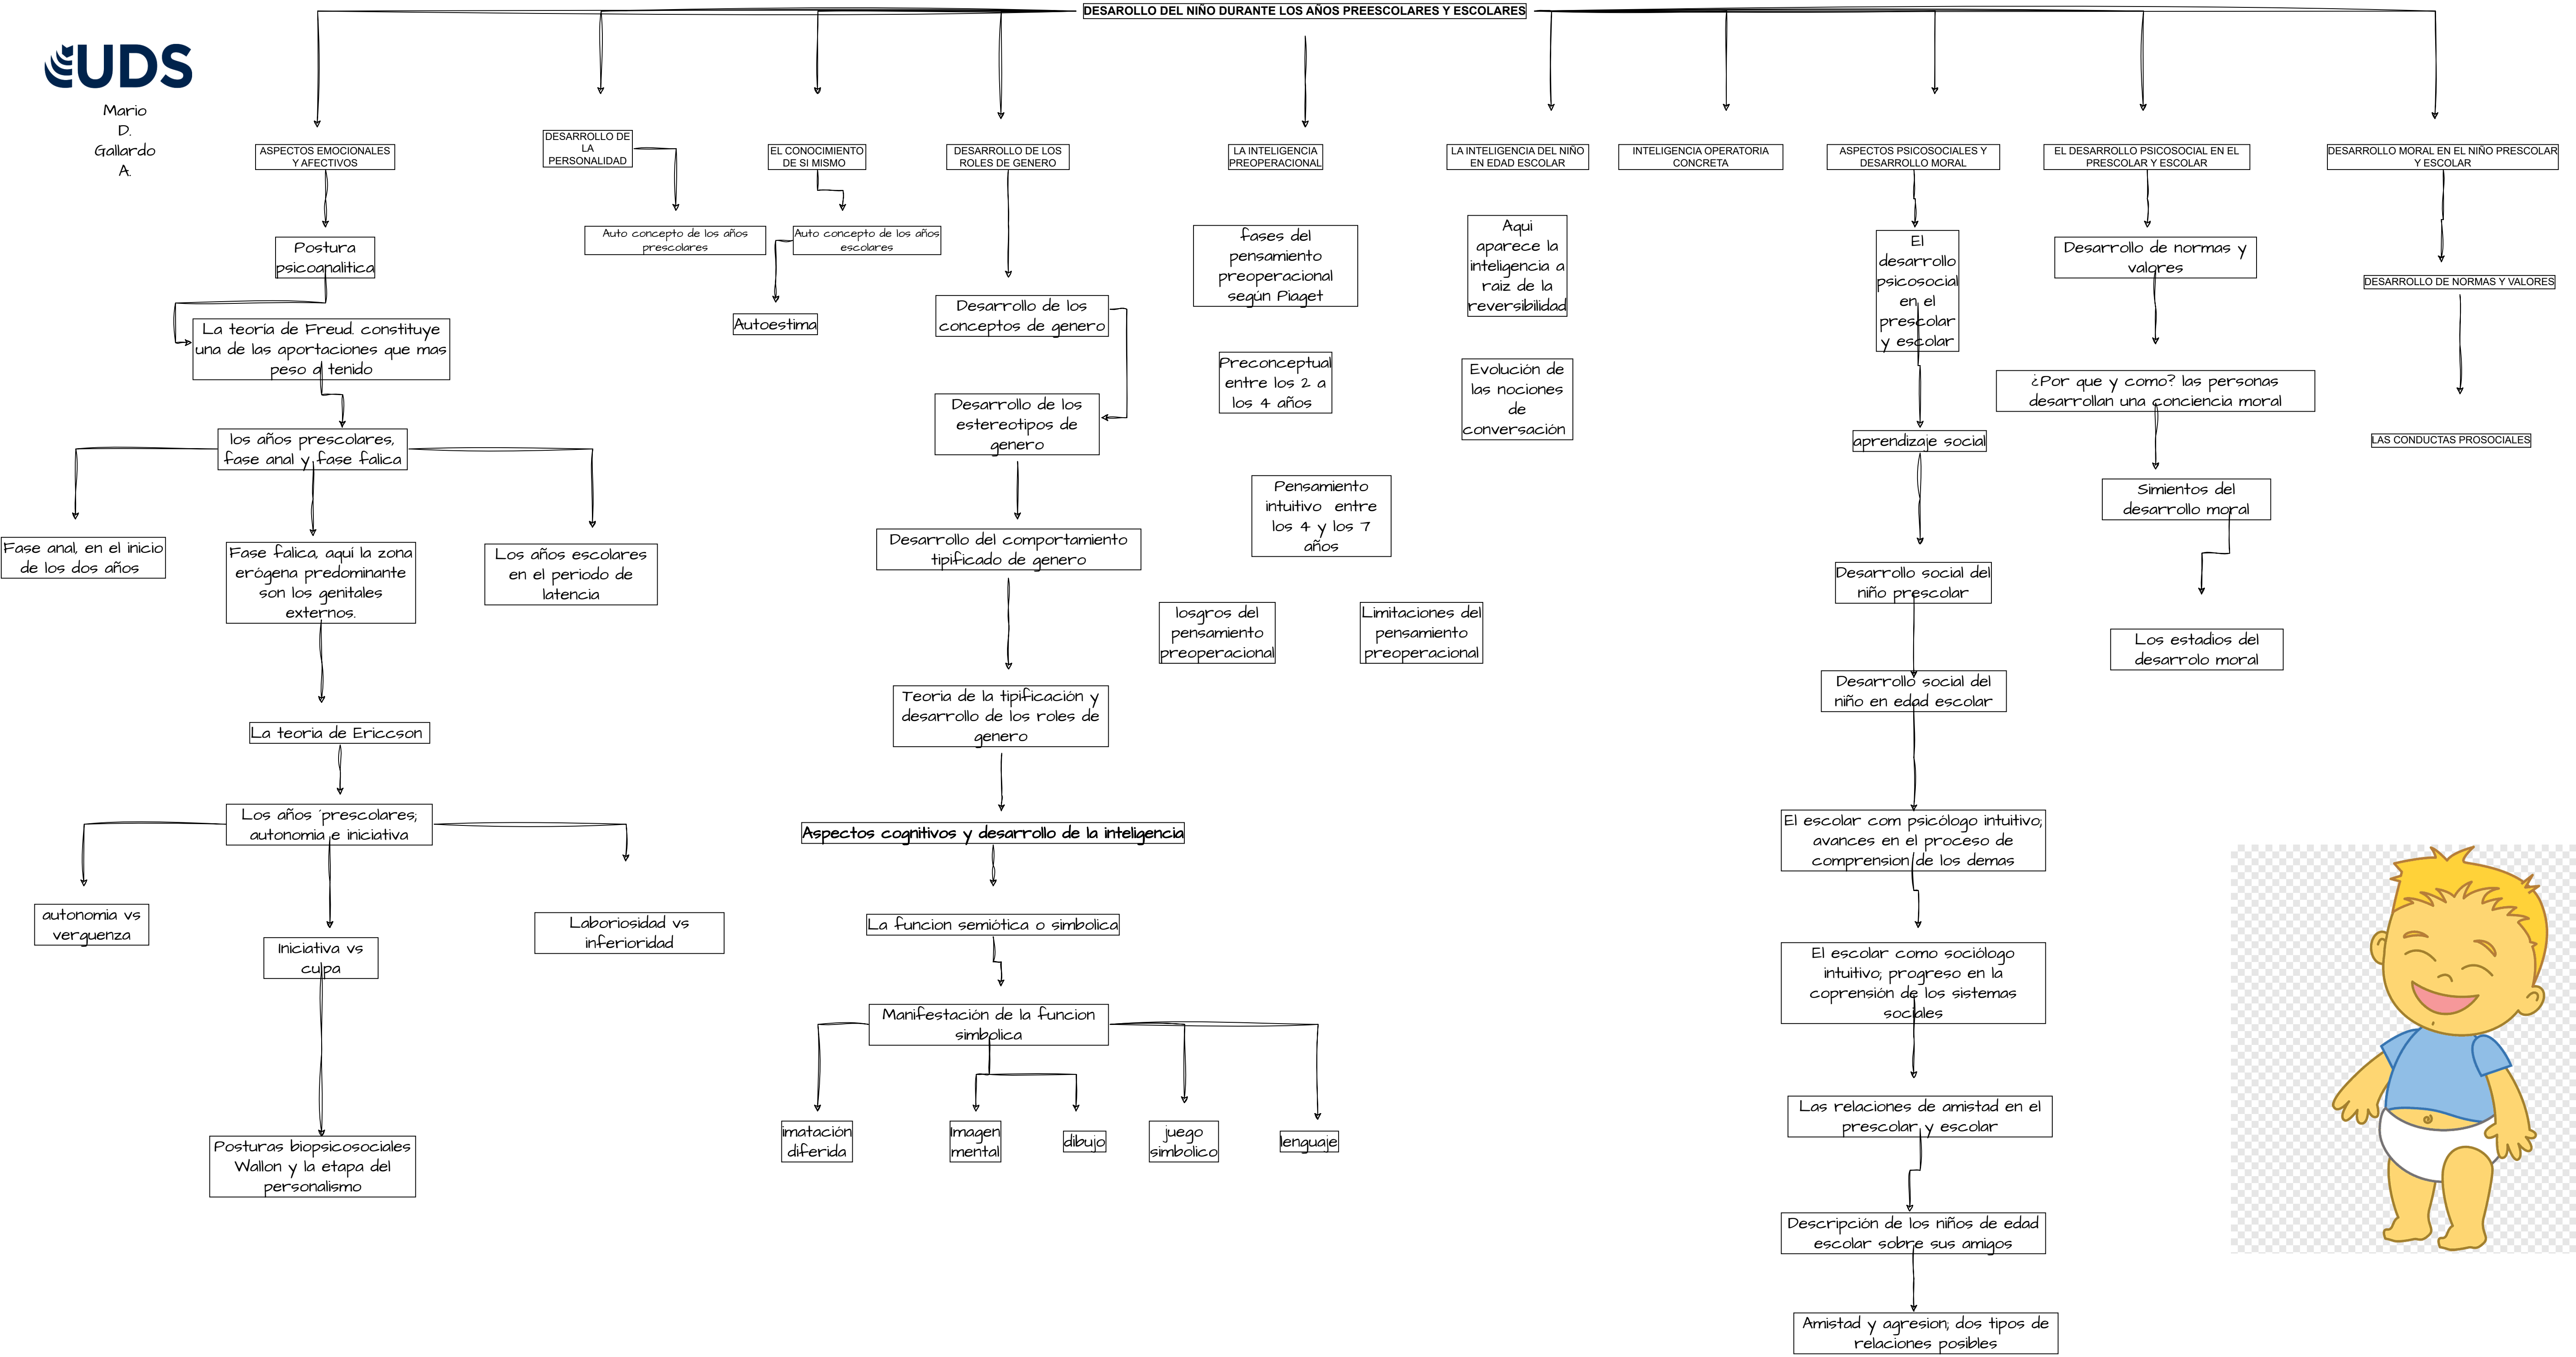 DESAROLLO DEL NIÑO DURANTE LOS AÑOS PREESCOLARES Y ESCOLARES
UDS
Mario
D.
Gallardo
A.
ASPECTOS EMOCIONALES
Y AFECTIVOS
Postura
psicoanalitica
La teoría de Freud. constituye
una de las aportaciones que mas
peso a tenido
los años prescolares,
fase anal y fase falica
Fase anal, en el inicio
de los dos años
Fase falica, aqui la zona
erógena predominante
son los genitales
externos.
Los años escolares
en el periodo de
latencia
La teoria de Ericcson
Los años ´prescolares;
autonomia e iniciativa
autonomia vs
verguenza
Iniciativa vs
culpa
Laboriosidad vs
inferioridad
Posturas biopsicosociales
Wallon y la etapa del
personalismo
DESARROLLO DE
LA
PERSONALIDAD
Auto concepto de los años
prescolares
EL CONOCIMIENTO
DE SI MISMO
Auto concepto de los años
escolares
Autoestima
DESARROLLO DE LOS
ROLES DE GENERO
Desarrollo de los
conceptos de genero
Desarrollo de los
estereotipos de
genero
Desarrollo del comportamiento
tipificado de genero
Teoria de la tipificación y
desarrollo de los roles de
genero
Aspectos cognitivos y desarrollo de la inteligencia
La funcion semiótica o simbolica
Manifestación de la funcion
simbolica
imatación
diferida
Imagen
mental
dibujo
juego
simbolico
lenguaje
LA INTELIGENCIA
PREOPERACIONAL
fases del
pensamiento
preoperacional
según Piaget
Preconceptual
entre los 2 a
los 4 años
Pensamiento
intuitivo entre
los 4 y los 7
años
losgros del
pensamiento
preoperacional
Limitaciones del
pensamiento
preoperacional
LA INTELIGENCIA DEL NIÑO
EN EDAD ESCOLAR
Aqui
aparece la
inteligencia a
raiz de la
reversibilidad
Evolución de
las nociones
de
conversación
INTELIGENCIA OPERATORIA
CONCRETA
ASPECTOS PSICOSOCIALES Y
DESARROLLO MORAL
El
desarrollo
psicosocial
en el
prescolar
y escolar
aprendizaje social
Desarrollo social del
niño prescolar
Desarrollo social del
niño en edad escolar
El escolar com psicólogo intuitivo;
avances en el proceso de
comprension de los demas
El escolar como sociólogo
intuitivo; progreso en la
coprensión de los sistemas
sociales
Las relaciones de amistad en el
prescolar y escolar
Descripción de los niños de edad
escolar sobre sus amigos
Amistad y agresion; dos tipos de
relaciones posibles
EL DESARROLLO PSICOSOCIAL EN EL
PRESCOLAR Y ESCOLAR
Desarrollo de normas y
valores
¿Por que y como? las personas
desarrollan una conciencia moral
Simientos del
desarrollo moral
Los estadios del
desarrolo moral
DESARROLLO MORAL EN EL NIÑO PRESCOLAR
Y ESCOLAR
DESARROLLO DE NORMAS Y VALORES
LAS CONDUCTAS PROSOCIALES